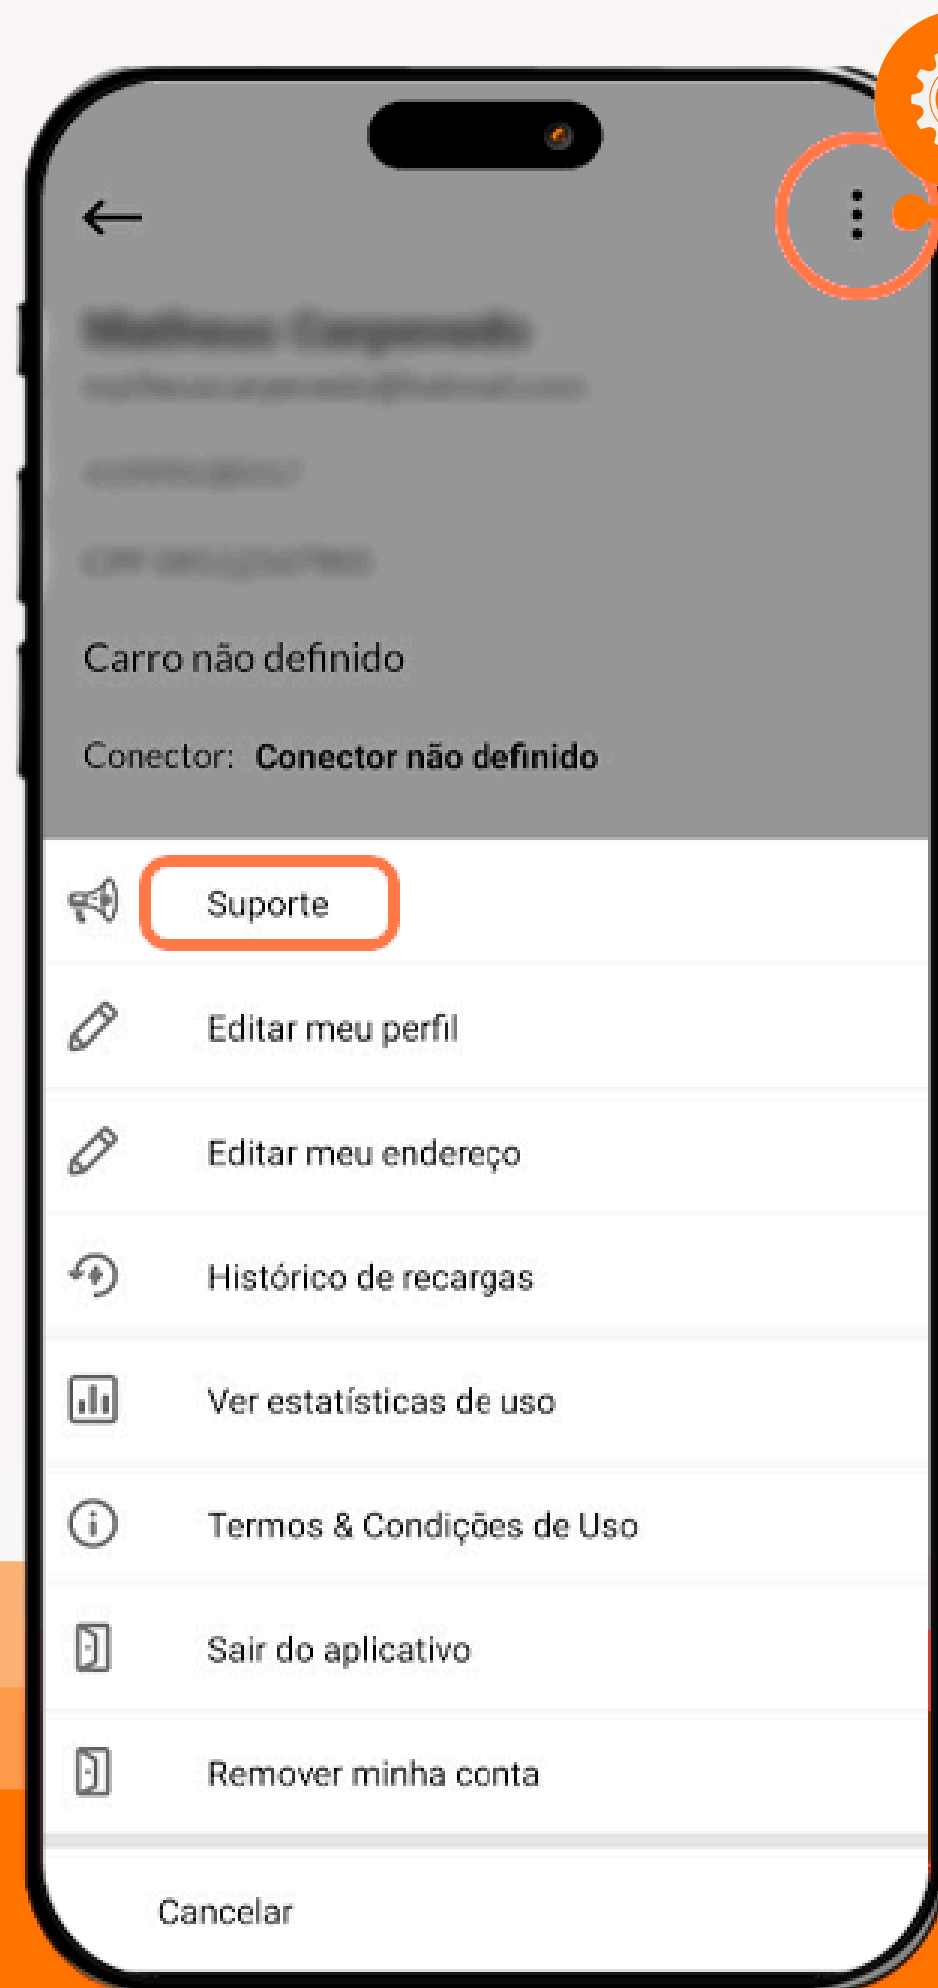 Carro não definido
Conector: Conector não definido
Suporte
Editar meu perfil
Editar meu endereço
Histórico de recargas
Ver estatísticas de uso
Termos & Condições de Uso
Sair do aplicativo
Remover minha conta
Cancelar